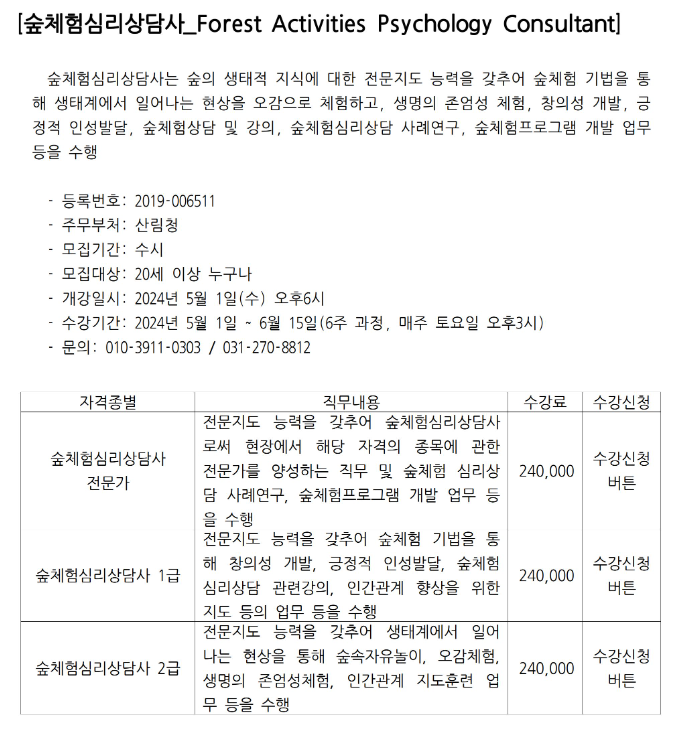 [숲체험심리상담사_Forest Activities Psychology Consultant]
숲체험심리상담사는 숲의 생태적 지식에 대한 전문지도 능력을 갖추어 숲체험 기법을 통
해 생태계에서 일어나는 현상을 오감으로 체험하고, 생명의 존엄성 체험, 창의성 개발, 긍
정적 인성발달, 숲체험상담 및 강의, 숲체험심리상담 사례연구, 숲체험프로그램 개발 업무
등을 수행
- 등록번호: 2019-006511
- 주무부처: 산림청
- 모집기간: 수시
- 모집대상: 20세 이상 누구나
- 개강일시: 2024년 5월 1일(수) 오후6시
- 수강기간: 2024년 5월 1일 ~ 6월 15일(6주 과정, 매주 토요일 오후3시)
- 문의: 010-3911-0303 / 031-270-8812
자격종별 직무내용 수강료 수강신청
숲체험심리상담사
전문가
전문지도 능력을 갖추어 숲체험심리상담사
로써 현장에서 해당 자격의 종목에 관한
전문가를 양성하는 직무 및 숲체험 심리상
담 사례연구, 숲체험프로그램 개발 업무 등
을 수행
240,000
수강신청
버튼
숲체험심리상담사 1급
전문지도 능력을 갖추어 숲체험 기법을 통
해 창의성 개발, 긍정적 인성발달, 숲체험
심리상담 관련강의, 인간관계 향상을 위한
지도 등의 업무 등을 수행
240,000
수강신청
버튼
숲체험심리상담사 2급
전문지도 능력을 갖추어 생태계에서 일어
나는 현상을 통해 숲속자유놀이, 오감체험,
생명의 존엄성체험, 인간관계 지도훈련 업
무 등을 수행
240,000
수강신청
버튼